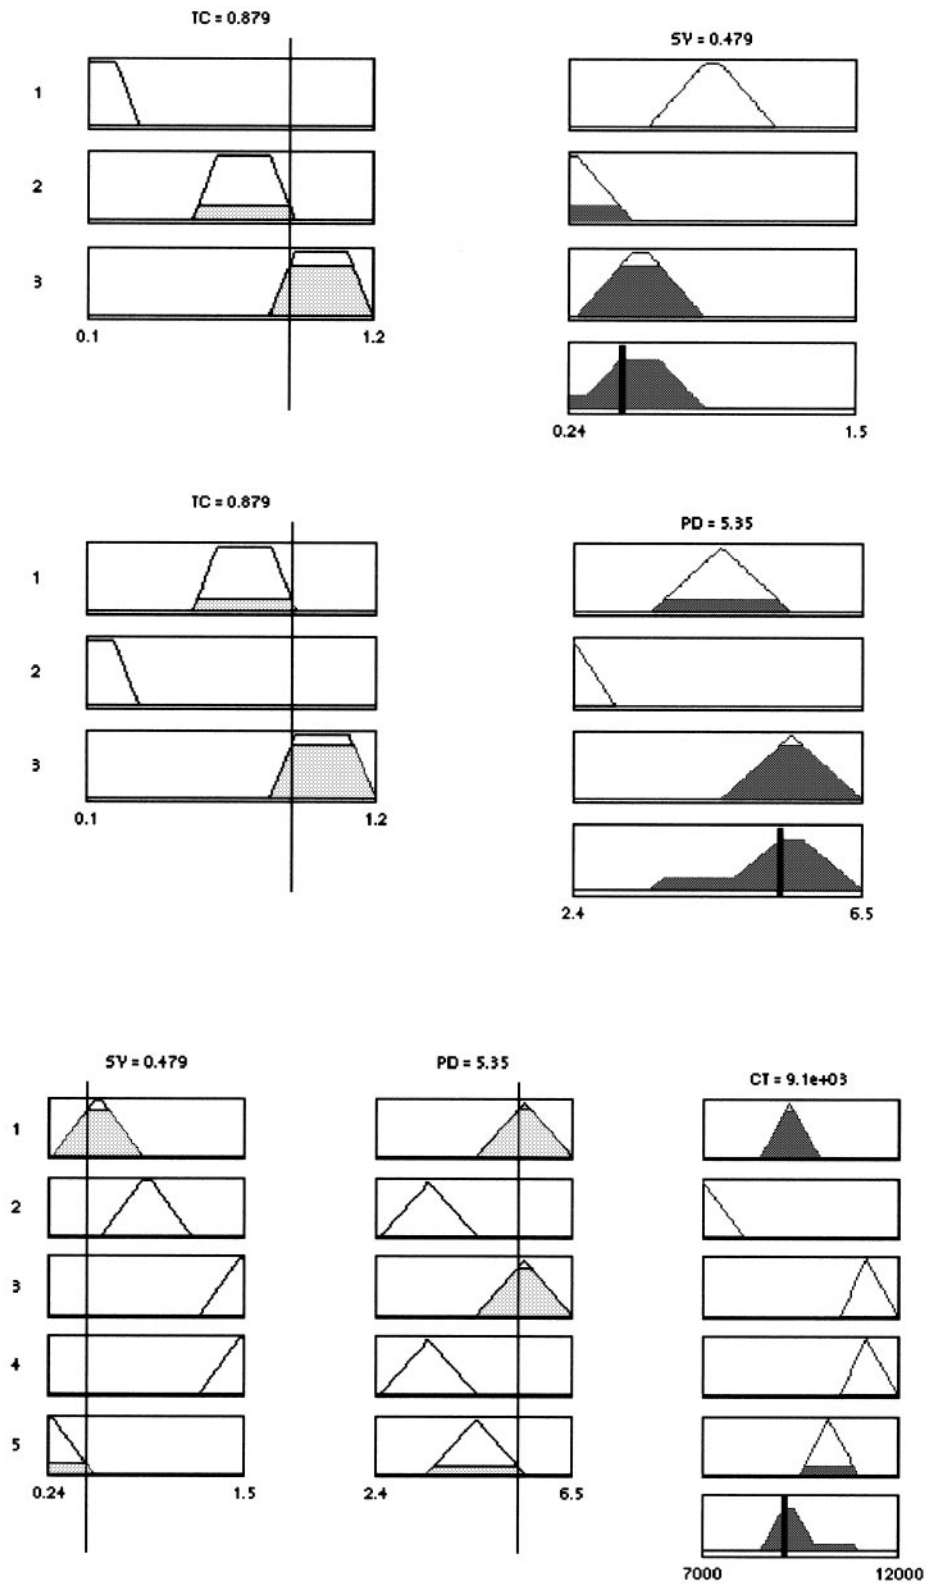 TC = 0.879
SY = 0.479
1
2
3
0.1 1.2
0.24 1.5
TC = 0.879
PD = 5.35
1
2
3
0.1 1.2
2.4 6.5
SY = 0.479 PD = 5.35
CT = 9.1e+03
1
2
3
4
5
0.24 1.5 2.4 6.5
7000 12000